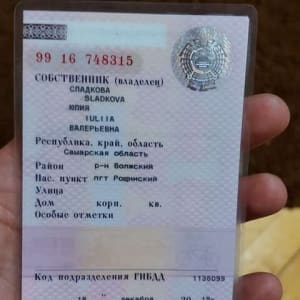 99 16 748315
СОБСТВЕННИК (владелец)
СЛАДКОВА
SLADKOVA
ЮЛИЯ
IULIIA
ВАЛЕРЬЕВНА
Республика, край, область
Самарская область
Район р-н Волжский
Нас. пункт пгт Рощинский
Улица
Дом корп. кв.
Особые отметки
Код подразделения ГИБДД 1136099
декабря